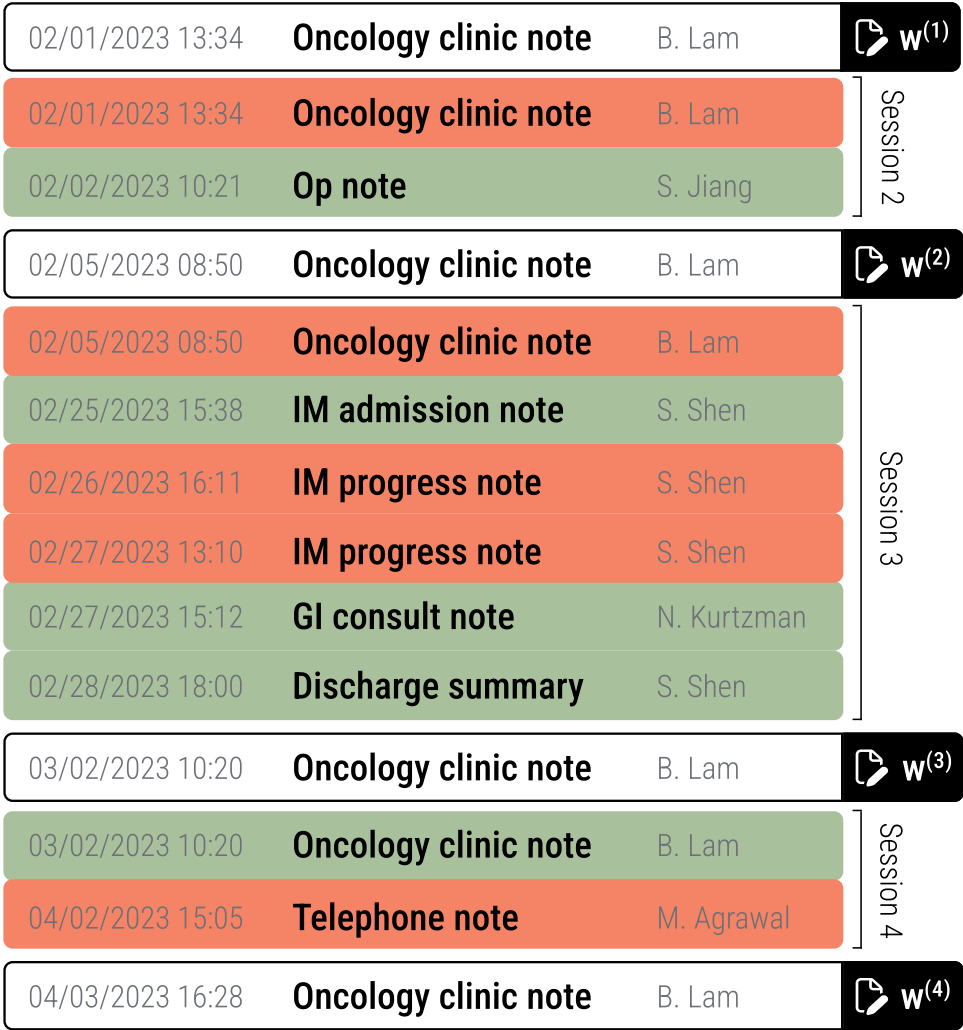 02/01/2023 13:34 Oncology clinic note B. Lam w(1)
02/01/2023 13:34 Oncology clinic note B. Lam
Session 2
02/02/2023 10:21 Op note S. Jiang
02/05/2023 08:50 Oncology clinic note B. Lam w(2)
02/05/2023 08:50 Oncology clinic note B. Lam
02/25/2023 15:38 IM admission note S. Shen
02/26/2023 16:11 IM progress note S. Shen
Session 3
02/27/2023 13:10 IM progress note S. Shen
02/27/2023 15:12 GI consult note N. Kurtzman
02/28/2023 18:00 Discharge summary S. Shen
03/02/2023 10:20 Oncology clinic note B. Lam w(3)
03/02/2023 10:20 Oncology clinic note B. Lam
Session 4
04/02/2023 15:05 Telephone note M. Agrawal
04/03/2023 16:28 Oncology clinic note B. Lam w(4)